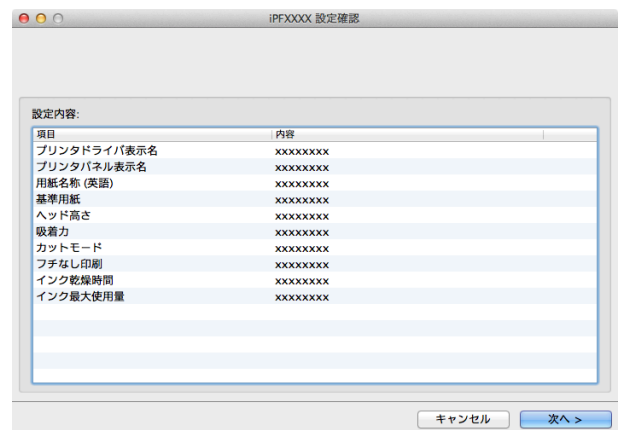 iPFXXXX 設定確認
設定内容:
項目 内容
プリンタドライバ表示名 xxxxxxxx
プリンタパネル表示名 xxxxxxxx
用紙名称 (英語) xxxxxxxx
基準用紙 xxxxxxxx
ヘッド高さ xxxxxxxx
吸着力 xxxxxxxx
カットモード xxxxxxxx
フチなし印刷 xxxxxxxx
インク乾燥時間 xxxxxxxx
インク最大使用量 xxxxxxxx
キャンセル 次へ >